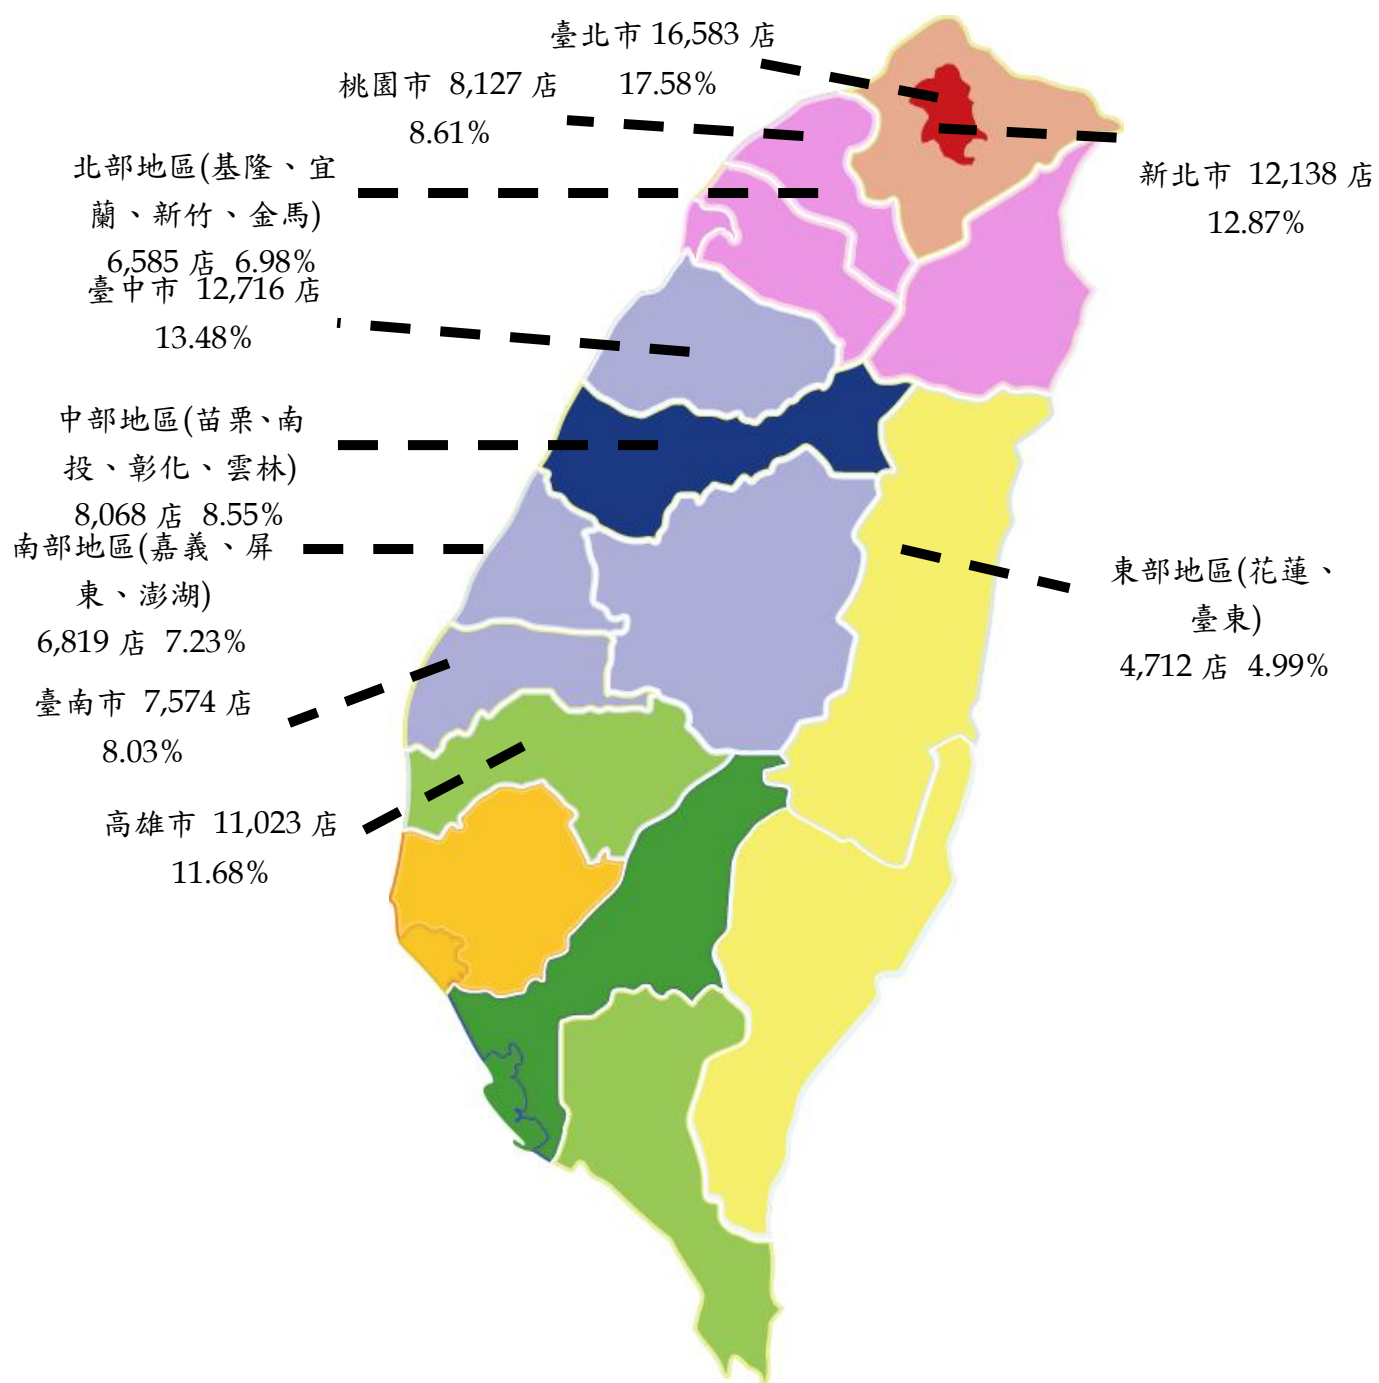 臺北市 16,583 店
17.58%
桃園市 8,127 店
8.61%
北部地區(基隆、宜
蘭、新竹、金馬)
6,585 店 6.98%
臺中市 12,716 店
13.48%
中部地區(苗栗、南
投、彰化、雲林)
8,068 店 8.55%
南部地區(嘉義、屏
東、澎湖)
6,819 店 7.23%
臺南市 7,574 店
8.03%
高雄市 11,023 店
11.68%
新北市 12,138 店
12.87%
東部地區(花蓮、
臺東)
4,712 店 4.99%